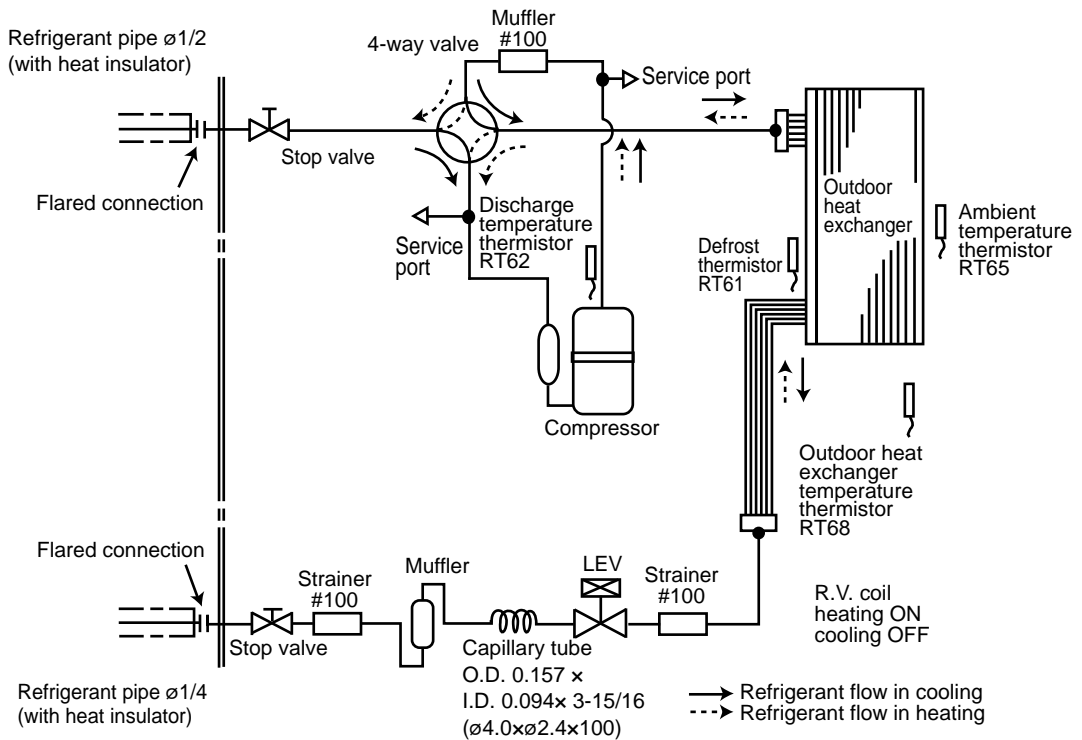 Refrigerant pipe ø1/2
(with heat insulator)
4-way valve
Muffler
#100
Service port
Stop valve
Flared connection
Service
port
Discharge
temperature
thermistor
RT62
Outdoor
heat
exchanger
Defrost
thermistor
RT61
Ambient
temperature
thermistor
RT65
Compressor
Outdoor heat
exchanger
temperature
thermistor
RT68
Flared connection
Strainer
#100
Muffler
LEV
Strainer
#100
R.V. coil
heating ON
cooling OFF
Stop valve
Capillary tube
O.D. 0.157 ×
I.D. 0.094× 3-15/16
(ø4.0xø2.4×100)
Refrigerant pipe ø1/4
(with heat insulator)
Refrigerant flow in cooling
Refrigerant flow in heating